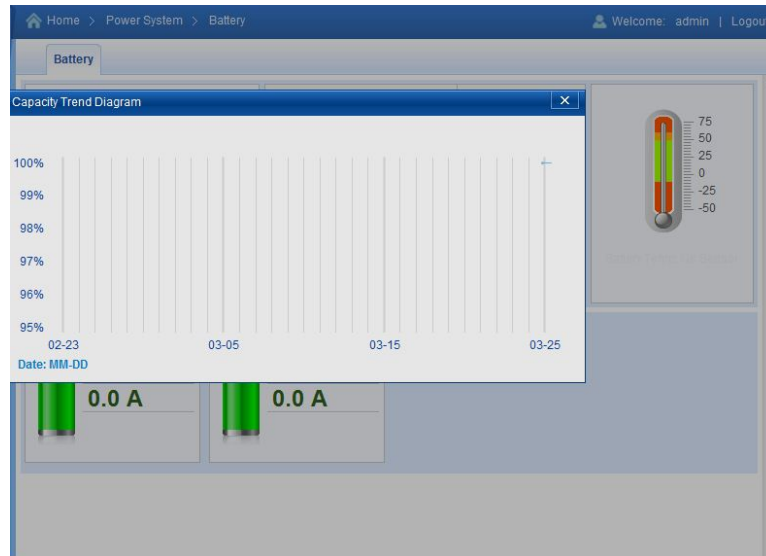 Home > Power System > Battery
Welcome: admin | Logou
Battery
Capacity Trend Diagram
100%
99%
98%
97%
96%
95%
02-23 03-05 03-15 03-25
Date: MM-DD
75
50
25
0
-25
-50
0.0 A 0.0 A